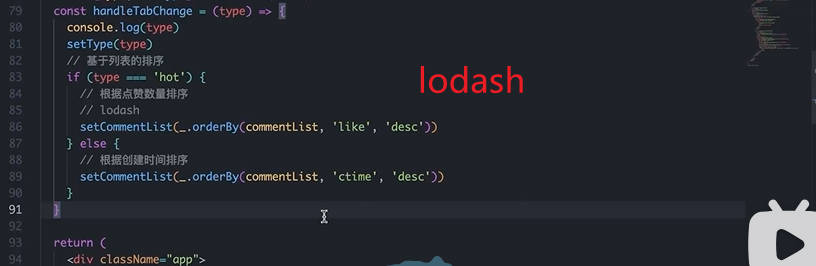 79 const handleTabChange = (type) => {
80 console.log(type)
81 setType(type)
82 // 基于列表的排序
83 if (type === 'hot') {
84 // 根据点赞数量排序
85 // lodash
86 setCommentList(_.orderBy(commentList, 'like', 'desc'))
87 } else {
88 // 根据创建时间排序
89 setCommentList(_.orderBy(commentList, 'ctime', 'desc'))
90 }
91 }
92
93 return (
94 <div className="app">
lodash